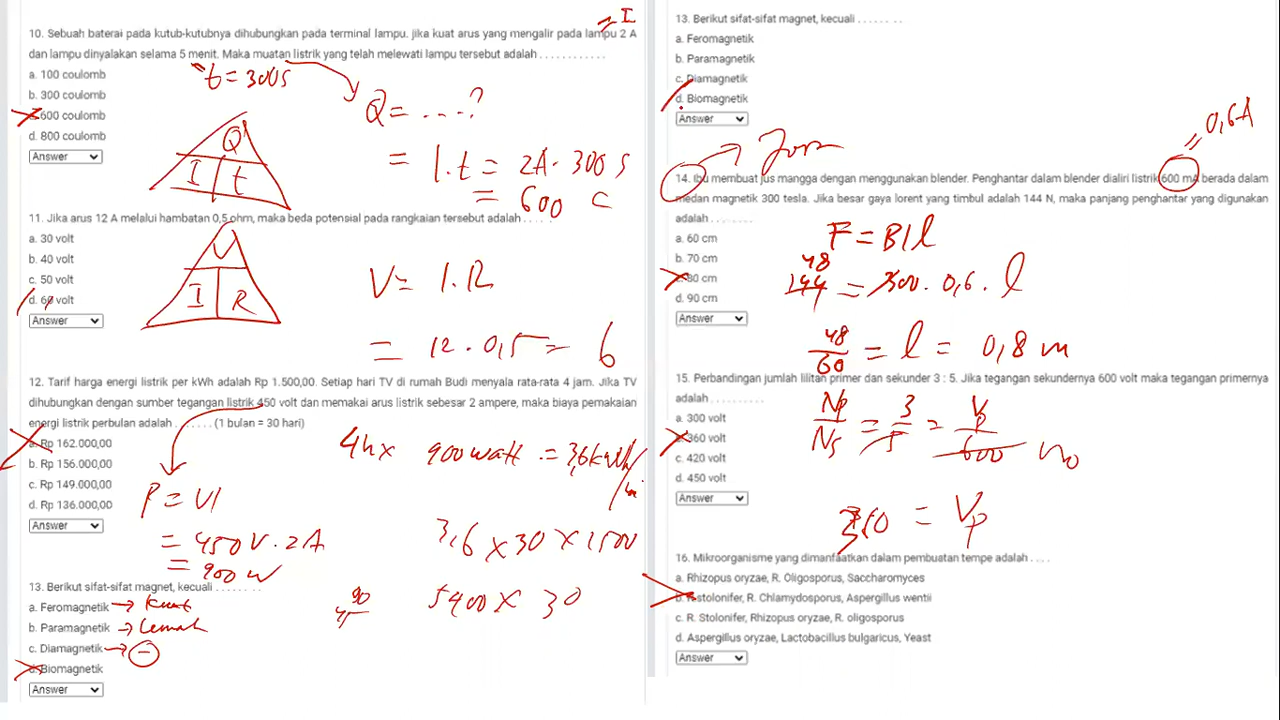 10. Sebuah baterai pada kutub-kutubnya dihubungkan pada terminal lampu. jika kuat arus yang mengalir pada lampu 2 A
dan lampu dinyalakan selama 5 menit. Maka muatan listrik yang telah melewati lampu tersebut adalah . . . . . . . . . . . .
I
a. 100 coulomb
b. 300 coulomb
600 coulomb
d. 800 coulomb
Answer
t = 300s
Q = ....?
= I.t = 2A. 300 s
= 600 C
Q
I t
11. Jika arus 12 A melalui hambatan 0,5 ohm, maka beda potensial pada rangkaian tersebut adalah . . . . . .
a. 30 volt
b. 40 volt
c. 50 volt
d. 60 volt
Answer
V
I R
V = I.R
= 12 . 0,5 = 6
12. Tarif harga energi listrik per kWh adalah Rp 1.500,00. Setiap hari TV di rumah Budi menyala rata-rata 4 jam. Jika TV
dihubungkan dengan sumber tegangan listrik 450 volt dan memakai arus listrik sebesar 2 ampere, maka biaya pemakaian
energi listrik perbulan adalah . . . . . . . (1 bulan = 30 hari)
a. Rp 162.000,00
b. Rp 156.000,00
c. Rp 149.000,00
d. Rp 136.000,00
Answer
4h x 900 watt = 3,6 kwh/
P = VI
= 450V. 2A
= 900 W
3,6 x 30 x 1500
5400 x 30
90
13. Berikut sifat-sifat magnet, kecuali . . . . . . . .
a. Feromagnetik → kuat
b. Paramagnetik → Lemah
c. Diamagnetik → −
Biomagnetik
Answer
13. Berikut sifat-sifat magnet, kecuali . . . . . . . .
a. Feromagnetik
b. Paramagnetik
c. Diamagnetik
d. Biomagnetik
Answer
= 0,6A
14. Ibu membuat jus mangga dengan menggunakan blender. Penghantar dalam blender dialiri listrik 600 mA berada dalam
medan magnetik 300 tesla. Jika besar gaya lorent yang timbul adalah 144 N, maka panjang penghantar yang digunakan
adalah . . . . . . . . . .
a. 60 cm
b. 70 cm
80 cm
d. 90 cm
Answer
F = BIl
48
144 = 300. 0,6. l
48/60 = l = 0,8 m
15. Perbandingan jumlah lilitan primer dan sekunder 3 : 5. Jika tegangan sekundernya 600 volt maka tegangan primernya
adalah . . . . . . . . . . .
a. 300 volt
360 volt
c. 420 volt
d. 450 volt
Answer
Np/Ns = 3/5 = Vp/600
= Vp
16. Mikroorganisme yang dimanfaatkan dalam pembuatan tempe adalah . . . .
a. Rhizopus oryzae, R. Oligosporus, Saccharomyces
stolonifer, R. Chlamydosporus, Aspergillus wentii
c. R. Stolonifer, Rhizopus oryzae, R. oligosporus
d. Aspergillus oryzae, Lactobacillus bulgaricus, Yeast
Answer